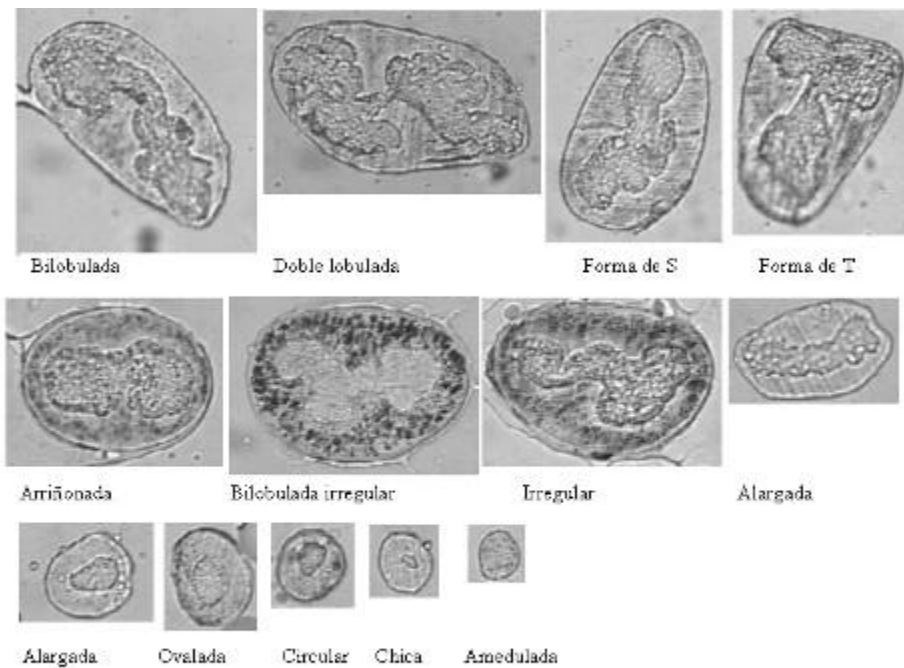 Bilobulada Doble lobulada Forma de S Forma de T
Arriñonada Bilobulada irregular Irregular Alargada
Alargada Ovalada Circular Chica Amedulada